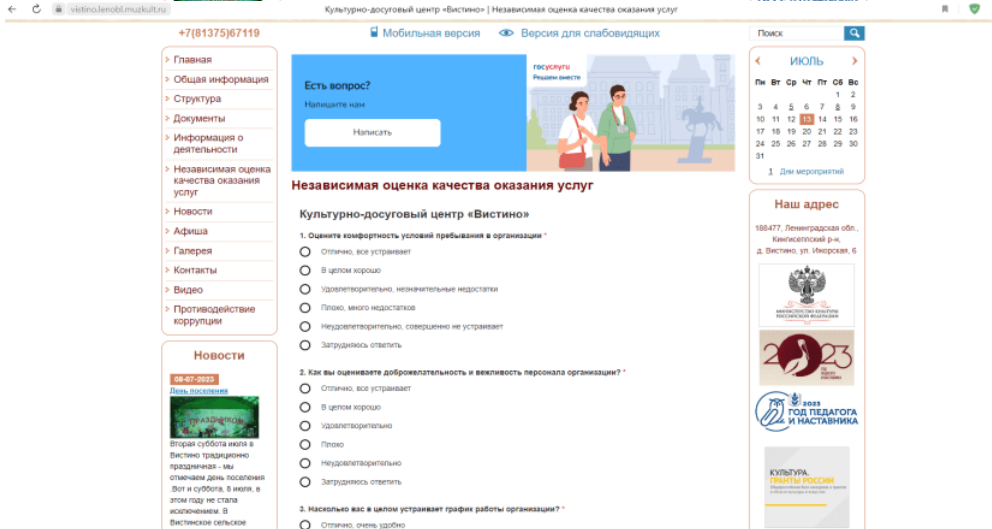 vistino.lenobl.muzkult.ru
Культурно-досуговый центр «Вистино» | Независимая оценка качества оказания услуг
+7(81375)67119
Мобильная версия
Версия для слабовидящих
Поиск
Главная
Общая информация
Структура
Документы
Информация о
деятельности
Независимая оценка
качества оказания
услуг
Новости
Афиша
Галерея
Контакты
Видео
Противодействие
коррупции
Новости
08-07-2023
День поселения
ПРАЗДНИКОМ
Вторая суббота июля в
Вистино традиционно
праздничная - мы
отмечаем день поселения
.Вот и суббота, 8 июля, в
этом году не стала
исключением. В
Вистинское сельское
Есть вопрос?
Напишите нам
Написать
госуслуги
Решаем вместе
Независимая оценка качества оказания услуг
Культурно-досуговый центр «Вистино»
1. Оцените комфортность условий пребывания в организации *
Отлично, все устраивает
В целом хорошо
Удовлетворительно, незначительные недостатки
Плохо, много недостатков
Неудовлетворительно, совершенно не устраивает
Затрудняюсь ответить
2. Как вы оцениваете доброжелательность и вежливость персонала организации? *
Отлично, все устраивает
В целом хорошо
Удовлетворительно
Плохо
Неудовлетворительно
Затрудняюсь ответить
3. Насколько вас в целом устраивает график работы организации? *
Отлично, очень удобно
ИЮЛЬ
Пн Вт Ср Чт Пт Сб Вс
1 2
3 4 5 6 7 8 9
10 11 12 13 14 15 16
17 18 19 20 21 22 23
24 25 26 27 28 29 30
31
1 Дни мероприятий
Наш адрес
188477, Ленинградская обл.,
Кингисеппский р-н,
д. Вистино, ул. Ижорская, 6
МИНИСТЕРСТВО КУЛЬТУРЫ
РОССИЙСКОЙ ФЕДЕРАЦИИ
2023
2023
ГОД ПЕДАГОГА
И НАСТАВНИКА
КУЛЬТУРА.
ГРАНТЫ РОССИИ